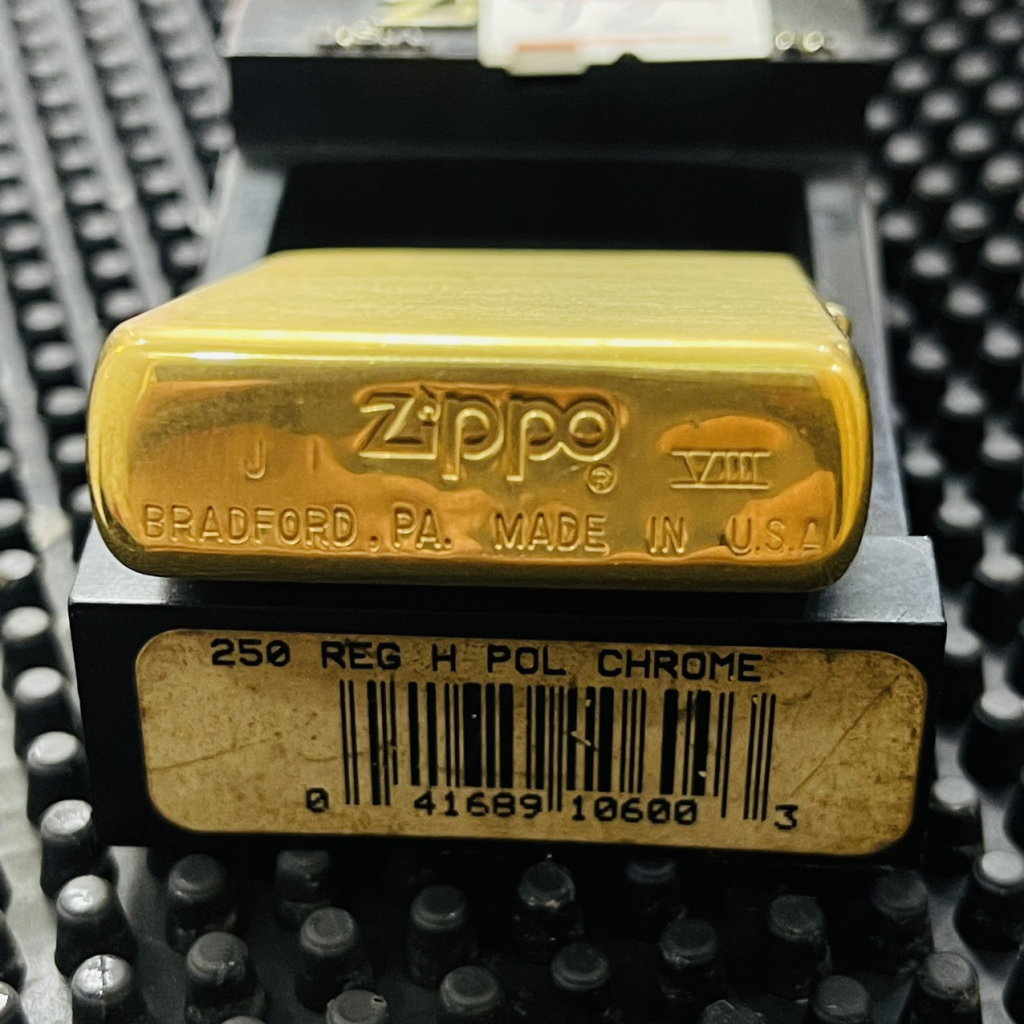 Zippo®
J I VIII
BRADFORD, PA. MADE IN U.S.A
250 REG H POL CHROME
0 41689 10600 3